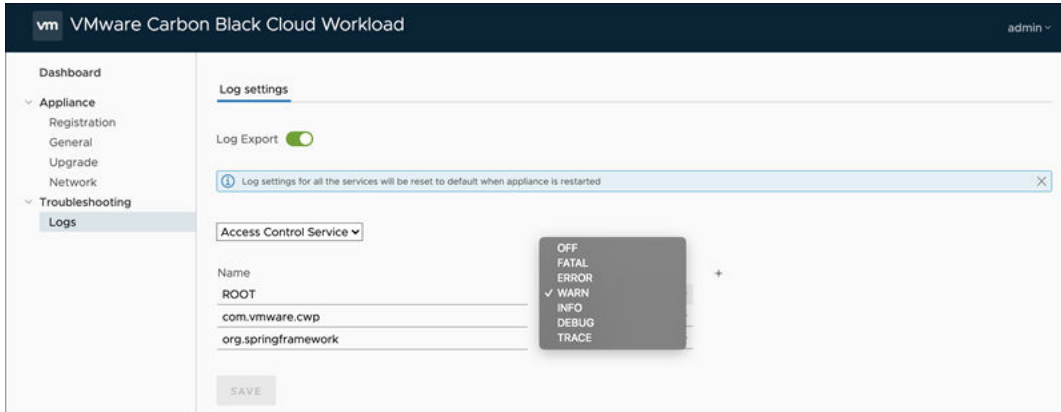 vm VMware Carbon Black Cloud Workload
admin
Dashboard
Appliance
Registration
General
Upgrade
Network
Troubleshooting
Logs
Log settings
Log Export
Log settings for all the services will be reset to default when appliance is restarted
Access Control Service
Name
+
ROOT
com.vmware.cwp
org.springframework
OFF
FATAL
ERROR
✓ WARN
INFO
DEBUG
TRACE
SAVE